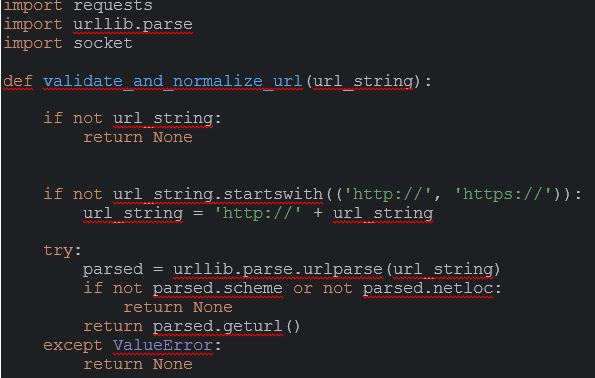 import requests
import urllib.parse
import socket

def validate_and_normalize_url(url_string):

    if not url_string:
        return None


    if not url_string.startswith(('http://', 'https://')):
        url_string = 'http://' + url_string

    try:
        parsed = urllib.parse.urlparse(url_string)
        if not parsed.scheme or not parsed.netloc:
            return None
        return parsed.geturl()
    except ValueError:
        return None